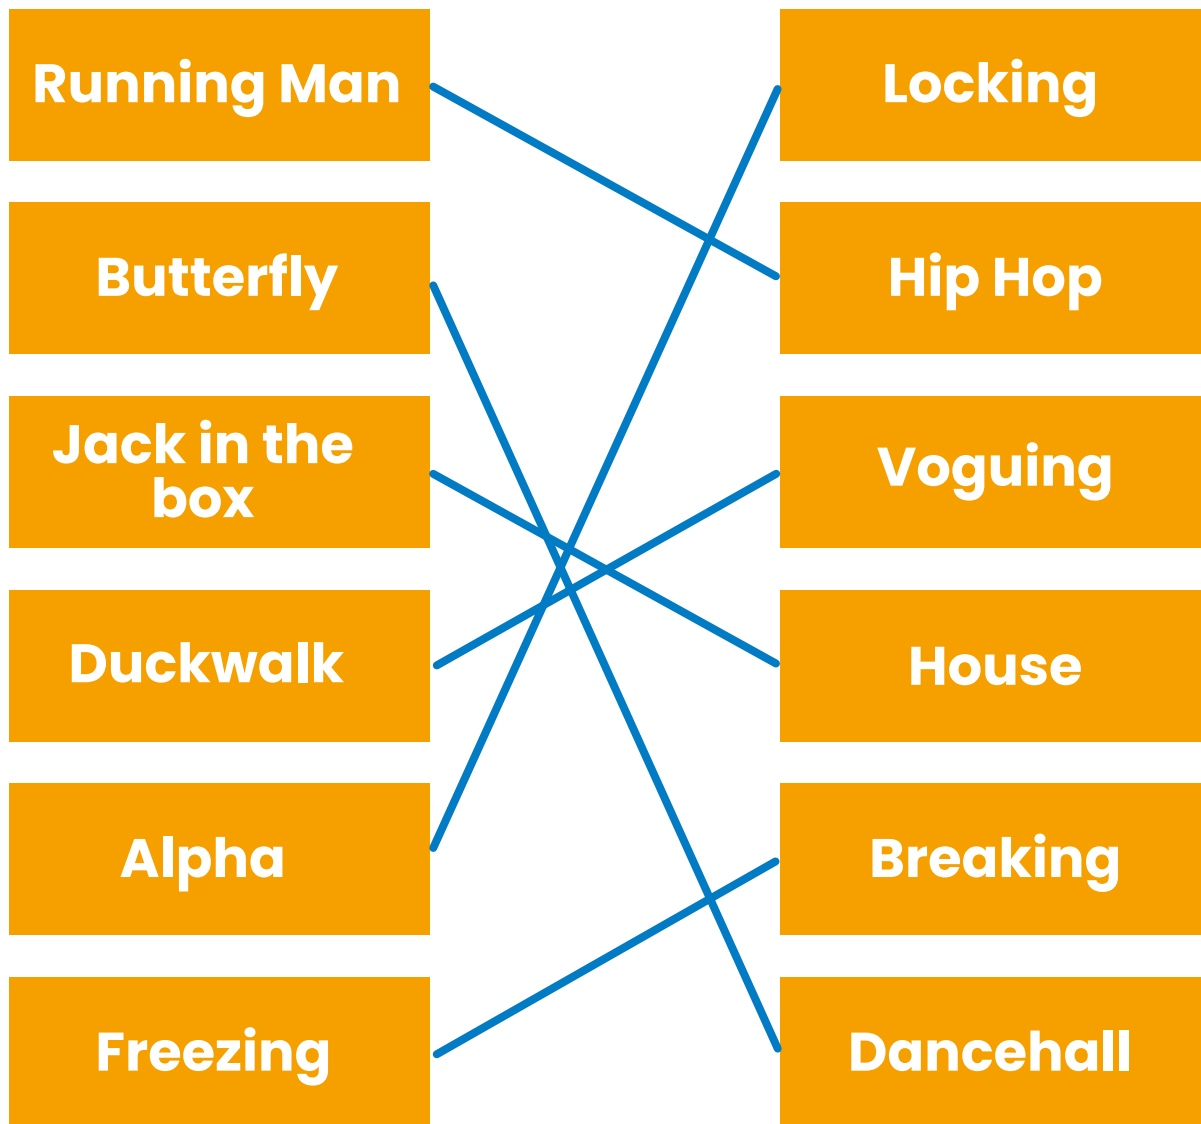 Running Man
Locking
Butterfly
Hip Hop
Jack in the
box
Voguing
Duckwalk
House
Alpha
Breaking
Freezing
Dancehall